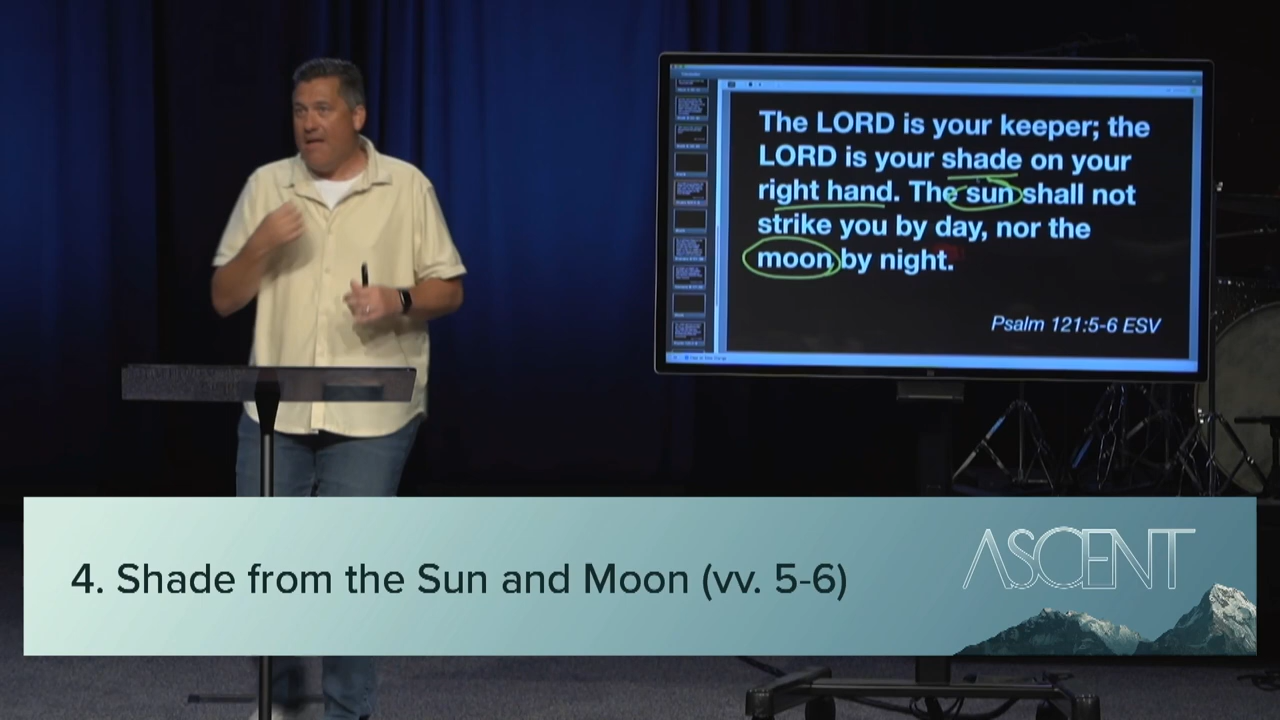 The LORD is your keeper; the
LORD is your shade on your
right hand. The sun shall not
strike you by day, nor the
moon by night.
Psalm 121:5-6 ESV
4. Shade from the Sun and Moon (vv. 5-6)
ASCENT